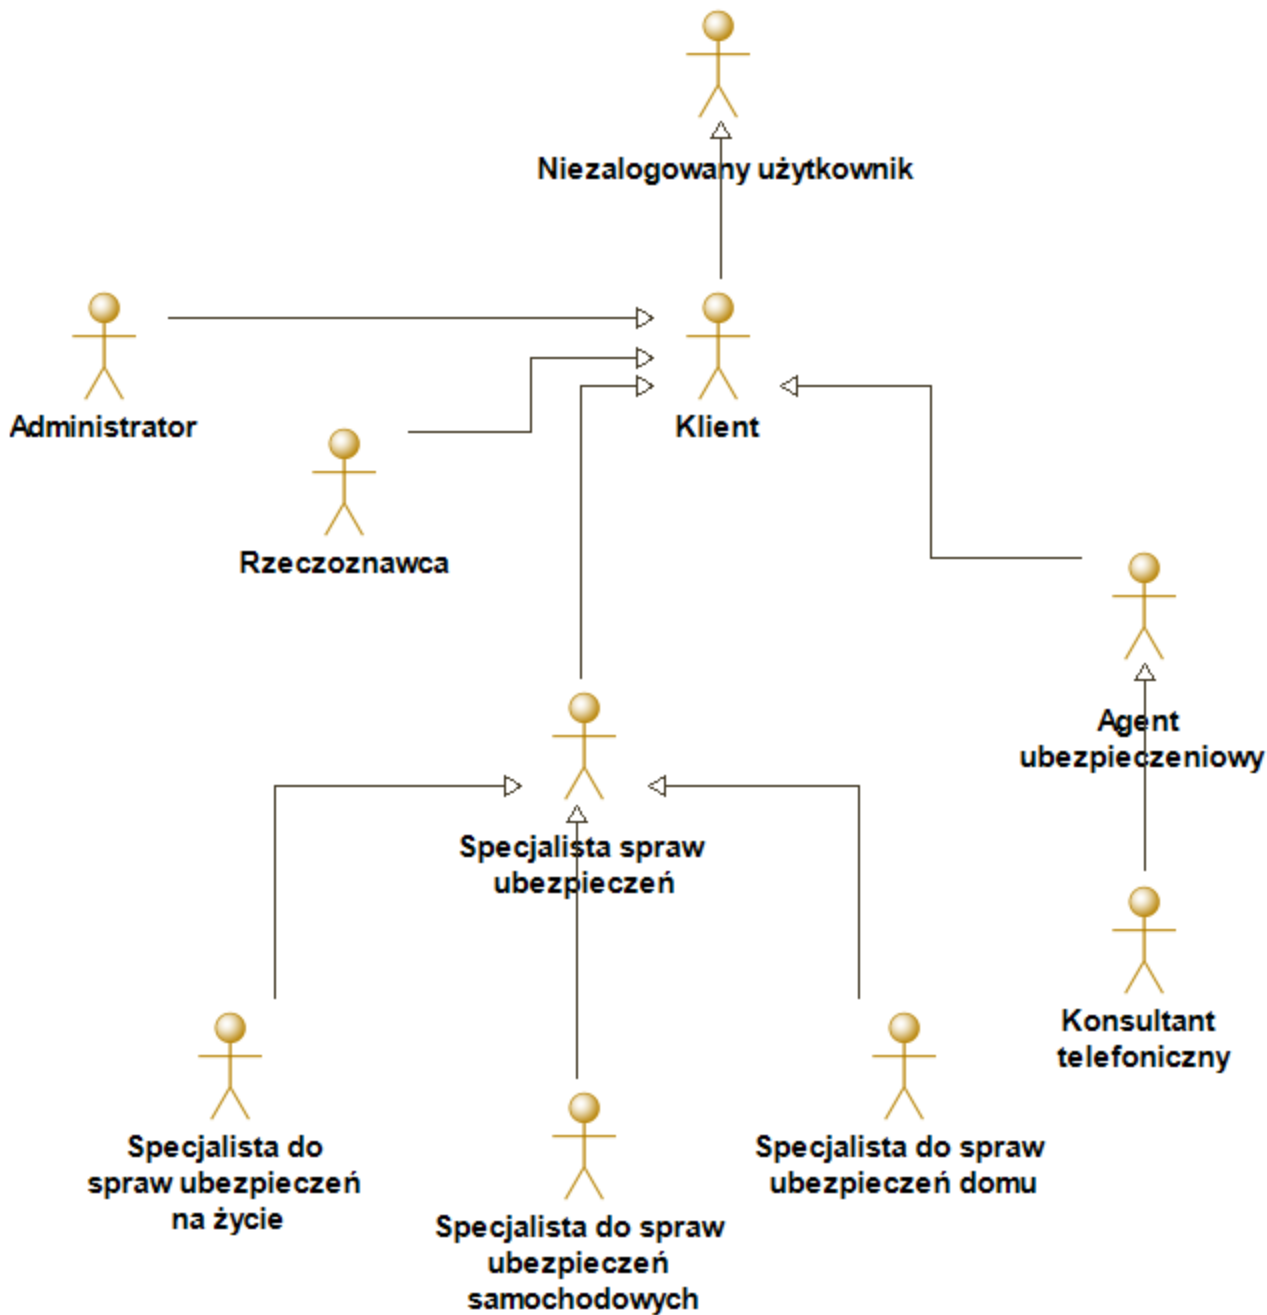 Niezalogowany użytkownik
Administrator
Klient
Rzeczoznawca
Agent
ubezpieczeniowy
Specjalista spraw
ubezpieczeń
Konsultant
telefoniczny
Specjalista do
spraw ubezpieczeń
na życie
Specjalista do spraw
ubezpieczeń domu
Specjalista do spraw
ubezpieczeń
samochodowych